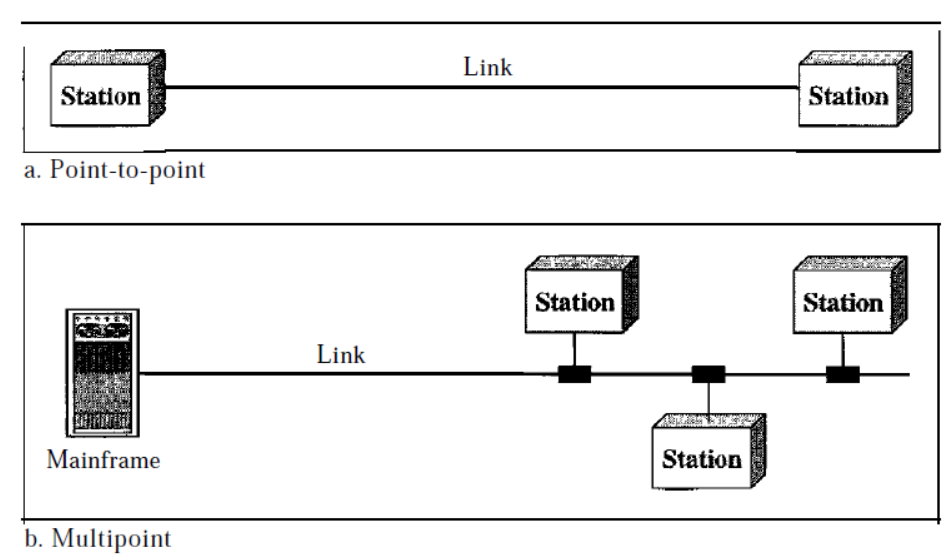 Link
Station
Station
a. Point-to-point
Station
Station
Link
Mainframe
Station
b. Multipoint